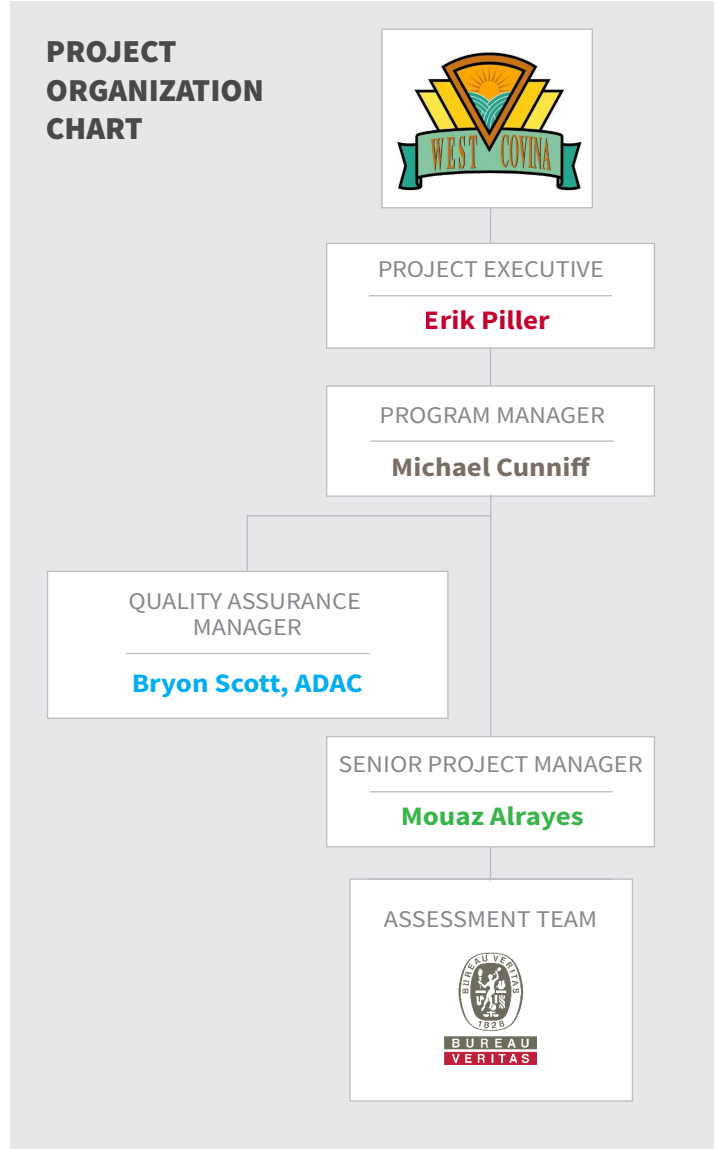 PROJECT
ORGANIZATION
CHART
WEST COVINA
PROJECT EXECUTIVE
Erik Piller
PROGRAM MANAGER
Michael Cunniff
QUALITY ASSURANCE
MANAGER
Bryon Scott, ADAC
SENIOR PROJECT MANAGER
Mouaz Alrayes
ASSESSMENT TEAM
BUREAU VERITAS
1828
BUREAU
VERITAS